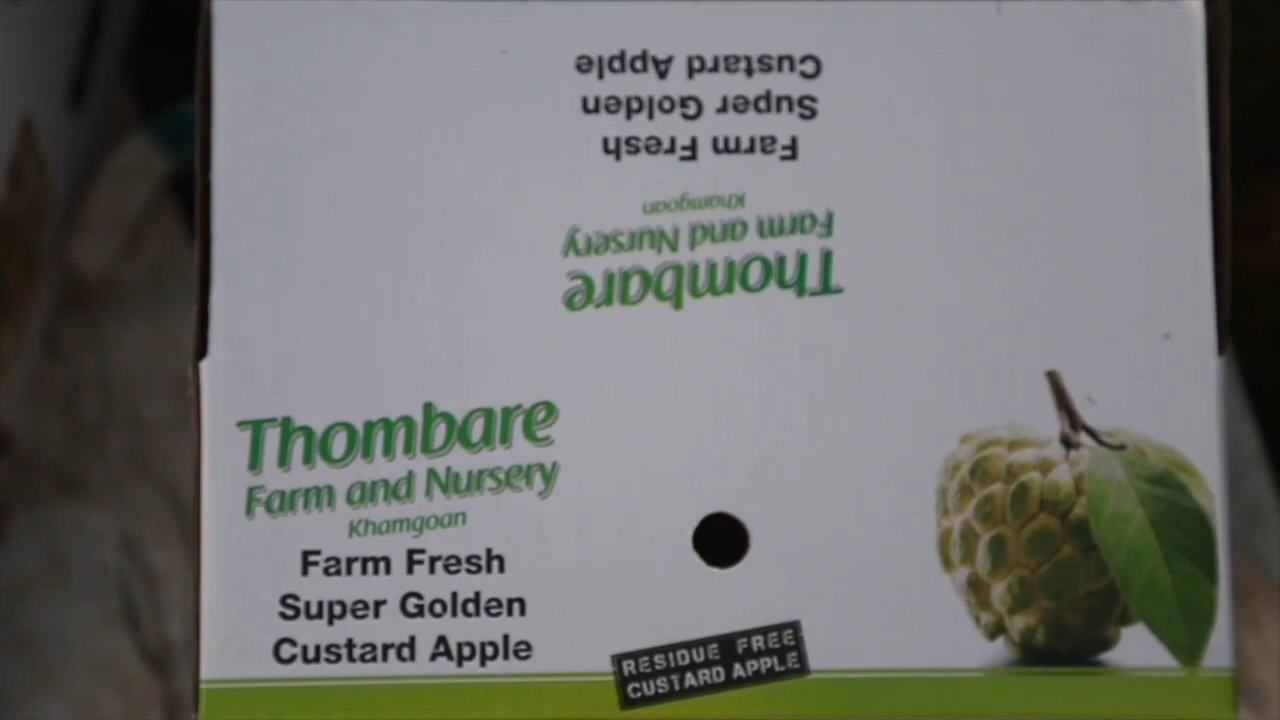 Custard Apple
Super Golden
Farm Fresh
Khamgoan
Farm and Nursery
Thombare
Thombare
Farm and Nursery
Khamgoan
Farm Fresh
Super Golden
Custard Apple
RESIDUE FREE
CUSTARD APPLE